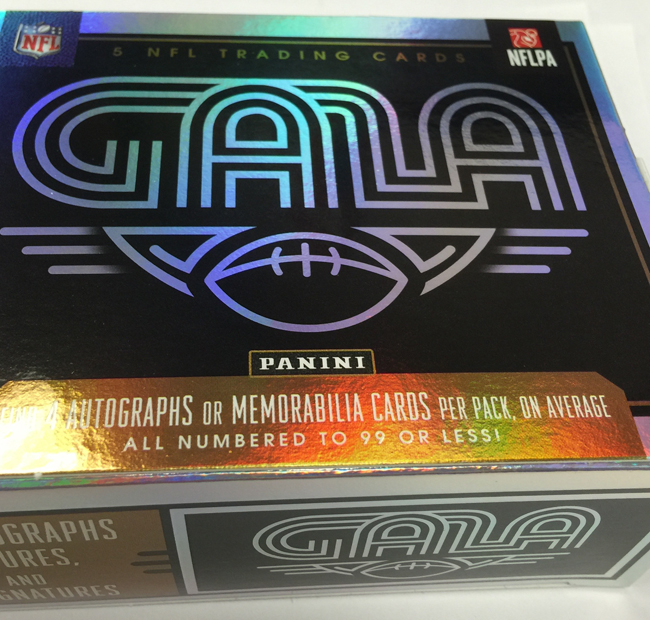 NFL
5 NFL TRADING CARDS
NFLPA
GALA
PANINI
4 AUTOGRAPHS OR MEMORABILIA CARDS PER PACK, ON AVERAGE
ALL NUMBERED TO 99 OR LESS!
OGRAPHS
URES,
AND
GNATURES
GALA